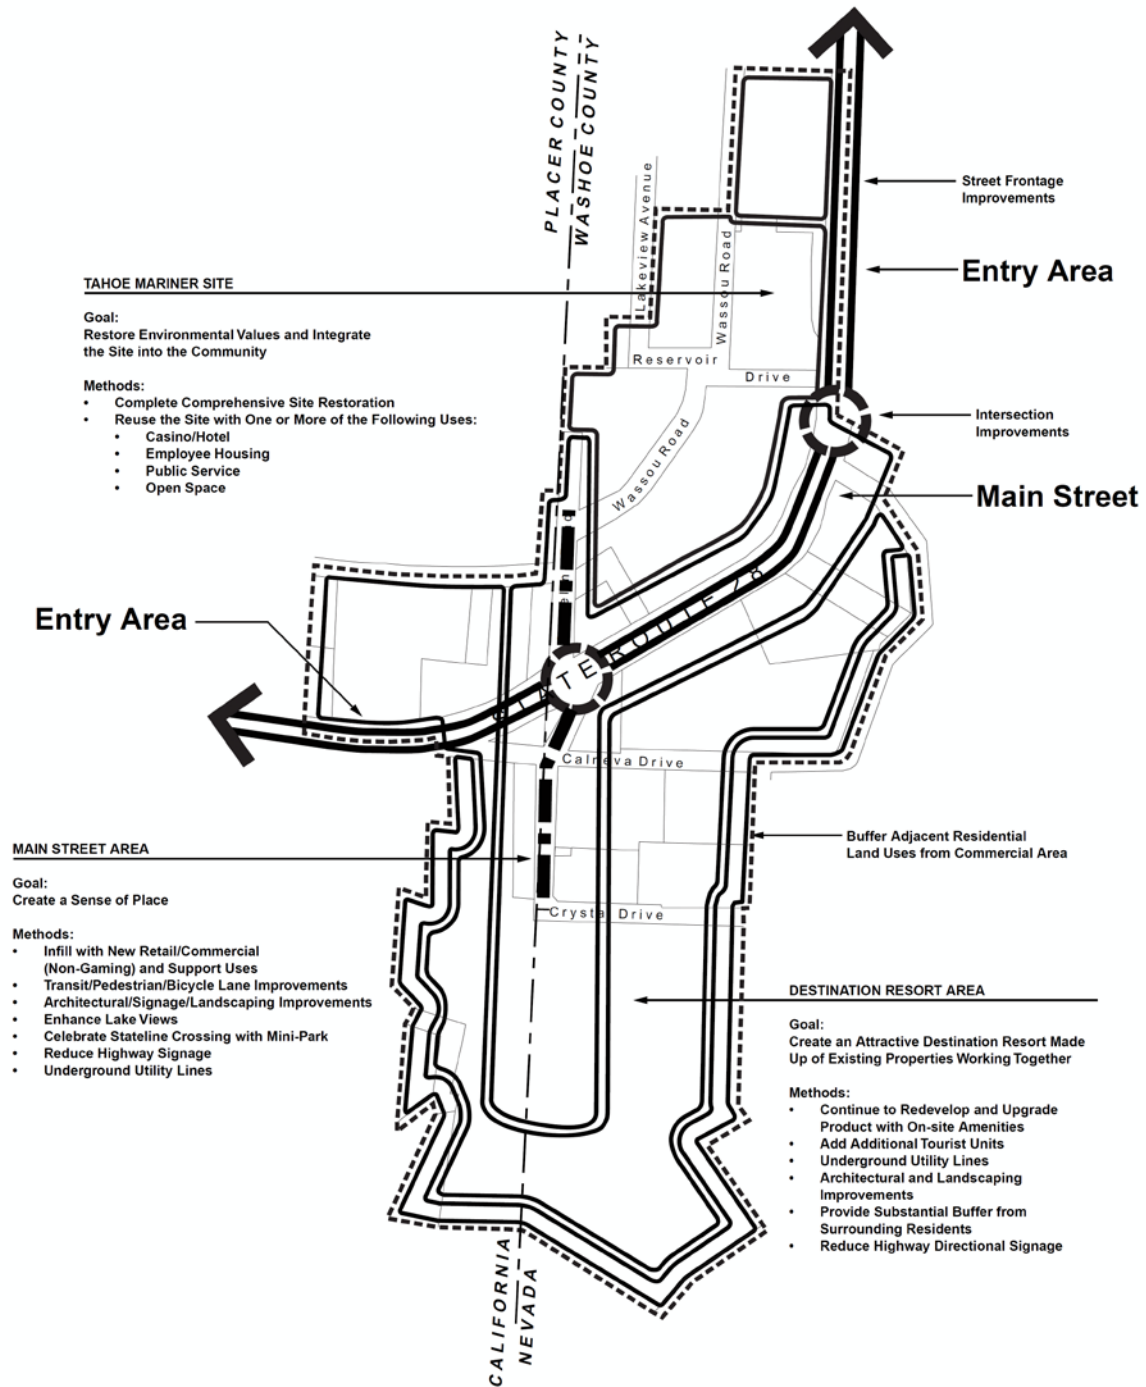 PLACER COUNTY
WASHOE COUNTY
Lakeview Avenue
Wassou Road
Street Frontage
Improvements
Entry Area
TAHOE MARINER SITE
Goal:
Restore Environmental Values and Integrate
the Site into the Community
Methods:
• Complete Comprehensive Site Restoration
• Reuse the Site with One or More of the Following Uses:
• Casino/Hotel
• Employee Housing
• Public Service
• Open Space
Reservoir
Drive
Wassou Road
Intersection
Improvements
Main Street
STATE ROUTE 28
Entry Area
Calneva Drive
Buffer Adjacent Residential
Land Uses from Commercial Area
MAIN STREET AREA
Goal:
Create a Sense of Place
Methods:
• Infill with New Retail/Commercial
(Non-Gaming) and Support Uses
• Transit/Pedestrian/Bicycle Lane Improvements
• Architectural/Signage/Landscaping Improvements
• Enhance Lake Views
• Celebrate Stateline Crossing with Mini-Park
• Reduce Highway Signage
• Underground Utility Lines
Crystal Drive
DESTINATION RESORT AREA
Goal:
Create an Attractive Destination Resort Made
Up of Existing Properties Working Together
Methods:
• Continue to Redevelop and Upgrade
Product with On-site Amenities
• Add Additional Tourist Units
• Underground Utility Lines
• Architectural and Landscaping
Improvements
• Provide Substantial Buffer from
Surrounding Residents
• Reduce Highway Directional Signage
CALIFORNIA
NEVADA